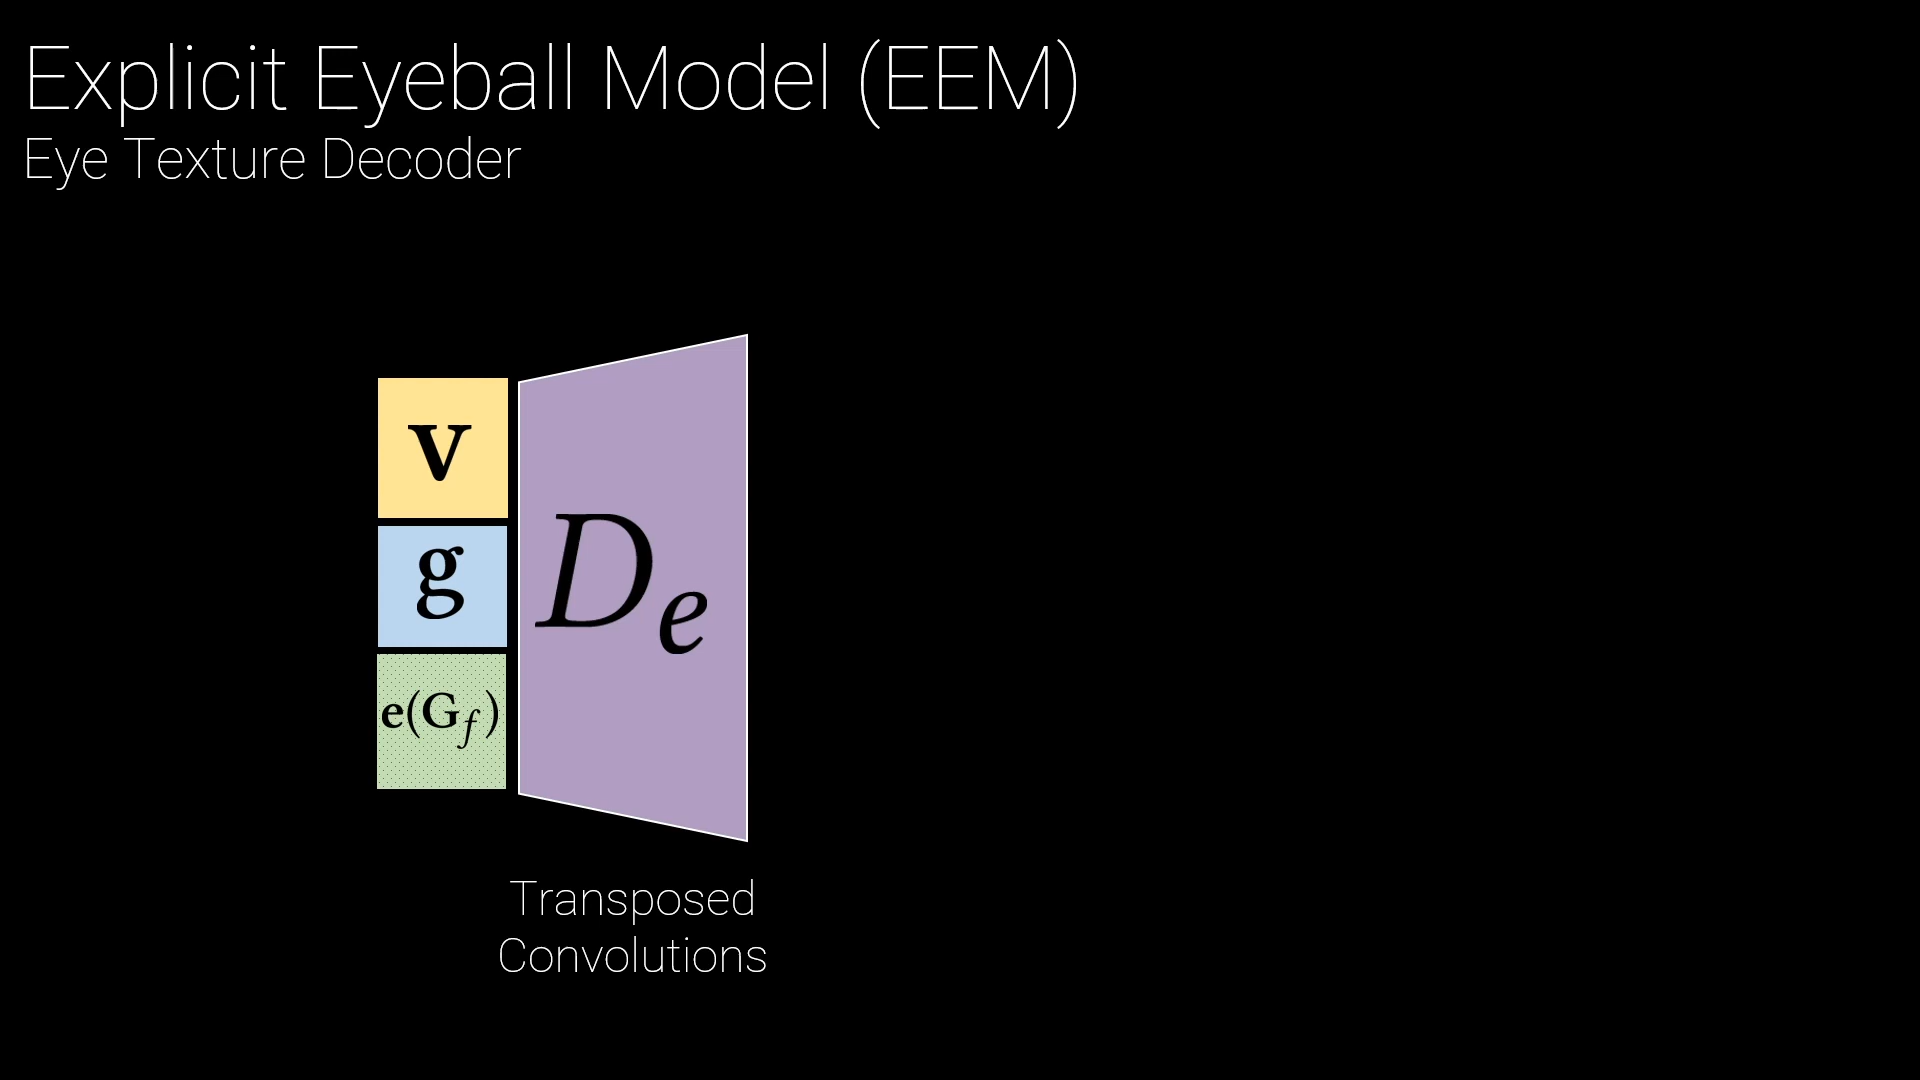 Explicit Eyeball Model (EEM)
Eye Texture Decoder
v
g
e(G_f)
D_e
Transposed
Convolutions